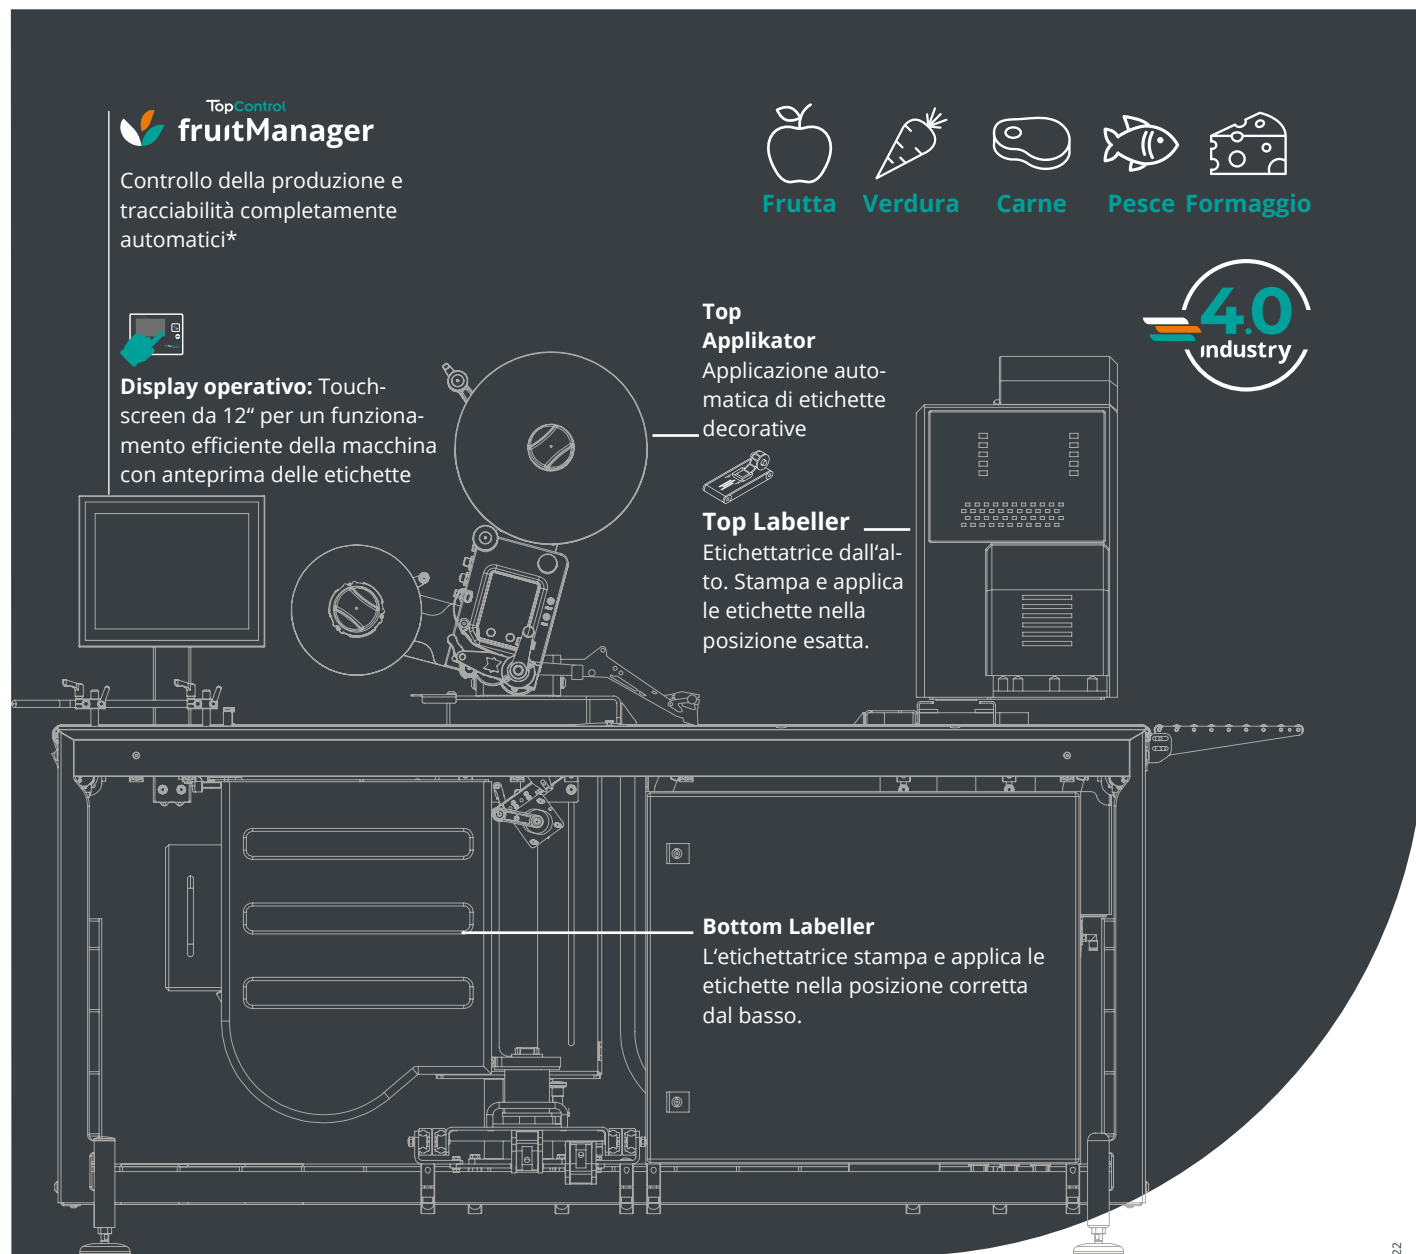 TopControl
fruitManager
Controllo della produzione e
tracciabilità completamente
automatici*
Frutta Verdura Carne Pesce Formaggio
4.0
industry
Display operativo: Touch-
screen da 12“ per un funziona-
mento efficiente della macchina
con anteprima delle etichette
Top
Applikator
Applicazione auto-
matica di etichette
decorative
Top Labeller
Etichettatrice dall‘al-
to. Stampa e applica
le etichette nella
posizione esatta.
Bottom Labeller
L‘etichettatrice stampa e applica le
etichette nella posizione corretta
dal basso.
22